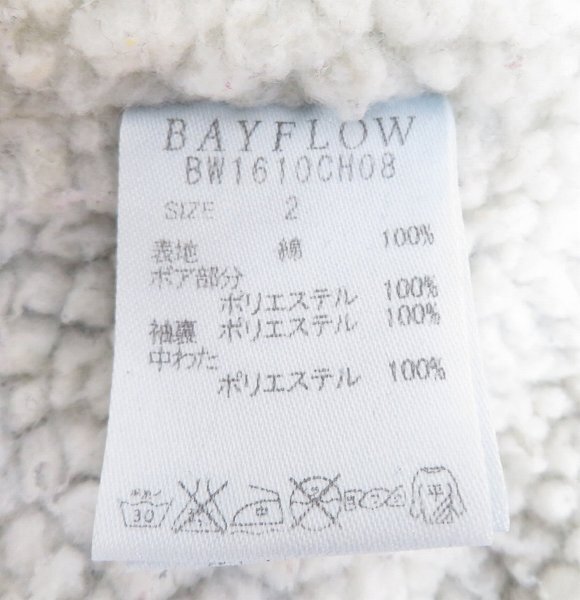 BAYFLOW
BW1610CH08
SIZE 2
表地 綿 100%
ボア部分
ポリエステル 100%
袖裏 ポリエステル 100%
中わた
ポリエステル 100%
30 中 平